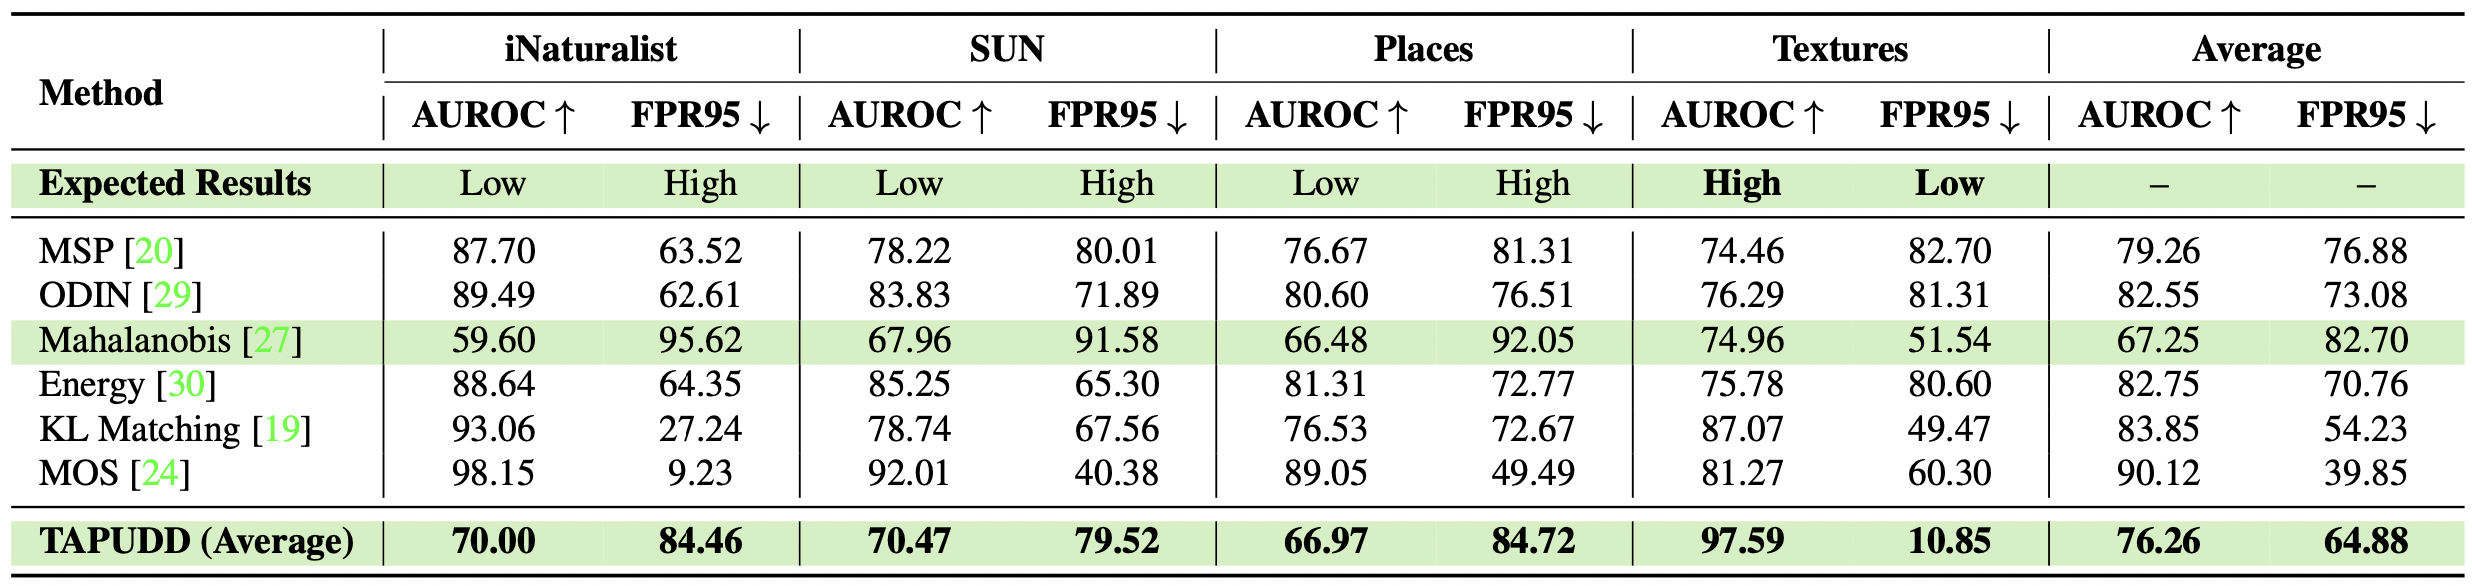 Method iNaturalist SUN Places Textures Average
AUROC ↑ FPR95 ↓ AUROC ↑ FPR95 ↓ AUROC ↑ FPR95 ↓ AUROC ↑ FPR95 ↓ AUROC ↑ FPR95 ↓
Expected Results Low High Low High Low High High Low – –
MSP [20] 87.70 63.52 78.22 80.01 76.67 81.31 74.46 82.70 79.26 76.88
ODIN [29] 89.49 62.61 83.83 71.89 80.60 76.51 76.29 81.31 82.55 73.08
Mahalanobis [27] 59.60 95.62 67.96 91.58 66.48 92.05 74.96 51.54 67.25 82.70
Energy [30] 88.64 64.35 85.25 65.30 81.31 72.77 75.78 80.60 82.75 70.76
KL Matching [19] 93.06 27.24 78.74 67.56 76.53 72.67 87.07 49.47 83.85 54.23
MOS [24] 98.15 9.23 92.01 40.38 89.05 49.49 81.27 60.30 90.12 39.85
TAPUDD (Average) 70.00 84.46 70.47 79.52 66.97 84.72 97.59 10.85 76.26 64.88